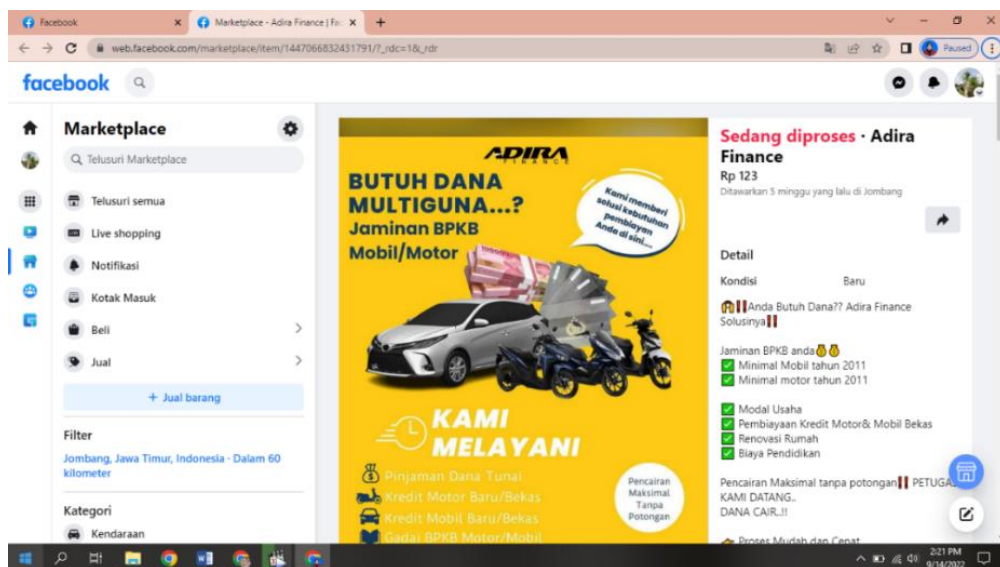 Facebook
Marketplace - Adira Finance | Fac
web.facebook.com/marketplace/item/1447066832431791/?_rdc=1&_rdr
Paused
facebook
Marketplace
Telusuri Marketplace
Telusuri semua
Live shopping
Notifikasi
Kotak Masuk
Beli
Jual
+ Jual barang
Filter
Jombang, Jawa Timur, Indonesia · Dalam 60
kilometer
Kategori
Kendaraan
ADIRA
FINANCE
BUTUH DANA
MULTIGUNA...?
Jaminan BPKB
Mobil/Motor
Kami memberi
solusi kebutuhan
pembiayan
Anda di sini....
KAMI
MELAYANI
Pinjaman Dana Tunai
Kredit Motor Baru/Bekas
Kredit Mobil Baru/Bekas
Gadai BPKB Motor/Mobil
Pencairan
Maksimal
Tanpa
Potongan
Sedang diproses · Adira
Finance
Rp 123
Ditawarkan 5 minggu yang lalu di Jombang
Detail
Kondisi Baru
Anda Butuh Dana?? Adira Finance
Solusinya‼
Jaminan BPKB anda
Minimal Mobil tahun 2011
Minimal motor tahun 2011
Modal Usaha
Pembiayaan Kredit Motor& Mobil Bekas
Renovasi Rumah
Biaya Pendidikan
Pencairan Maksimal tanpa potongan‼ PETUGAS
KAMI DATANG..
DANA CAIR..!!
Proses Mudah dan Cepat
2:21 PM
9/14/2022